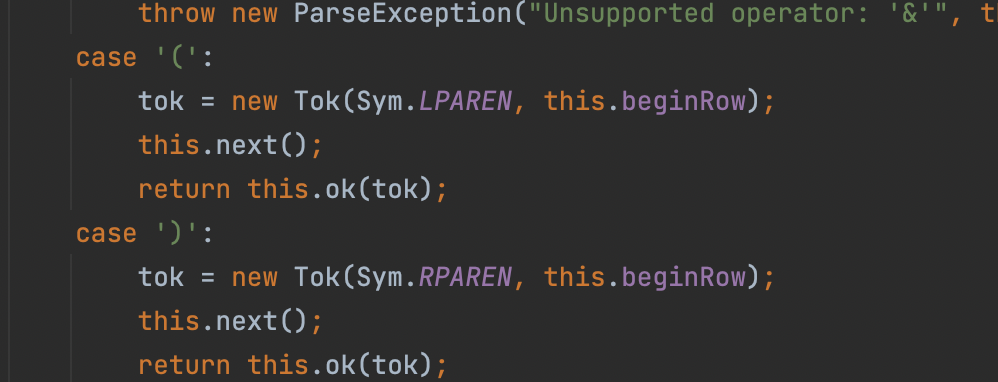 throw new ParseException("Unsupported operator: '&'",
case '(':
tok = new Tok(Sym.LPAREN, this.beginRow);
this.next();
return this.ok(tok);
case ')':
tok = new Tok(Sym.RPAREN, this.beginRow);
this.next();
return this.ok(tok);